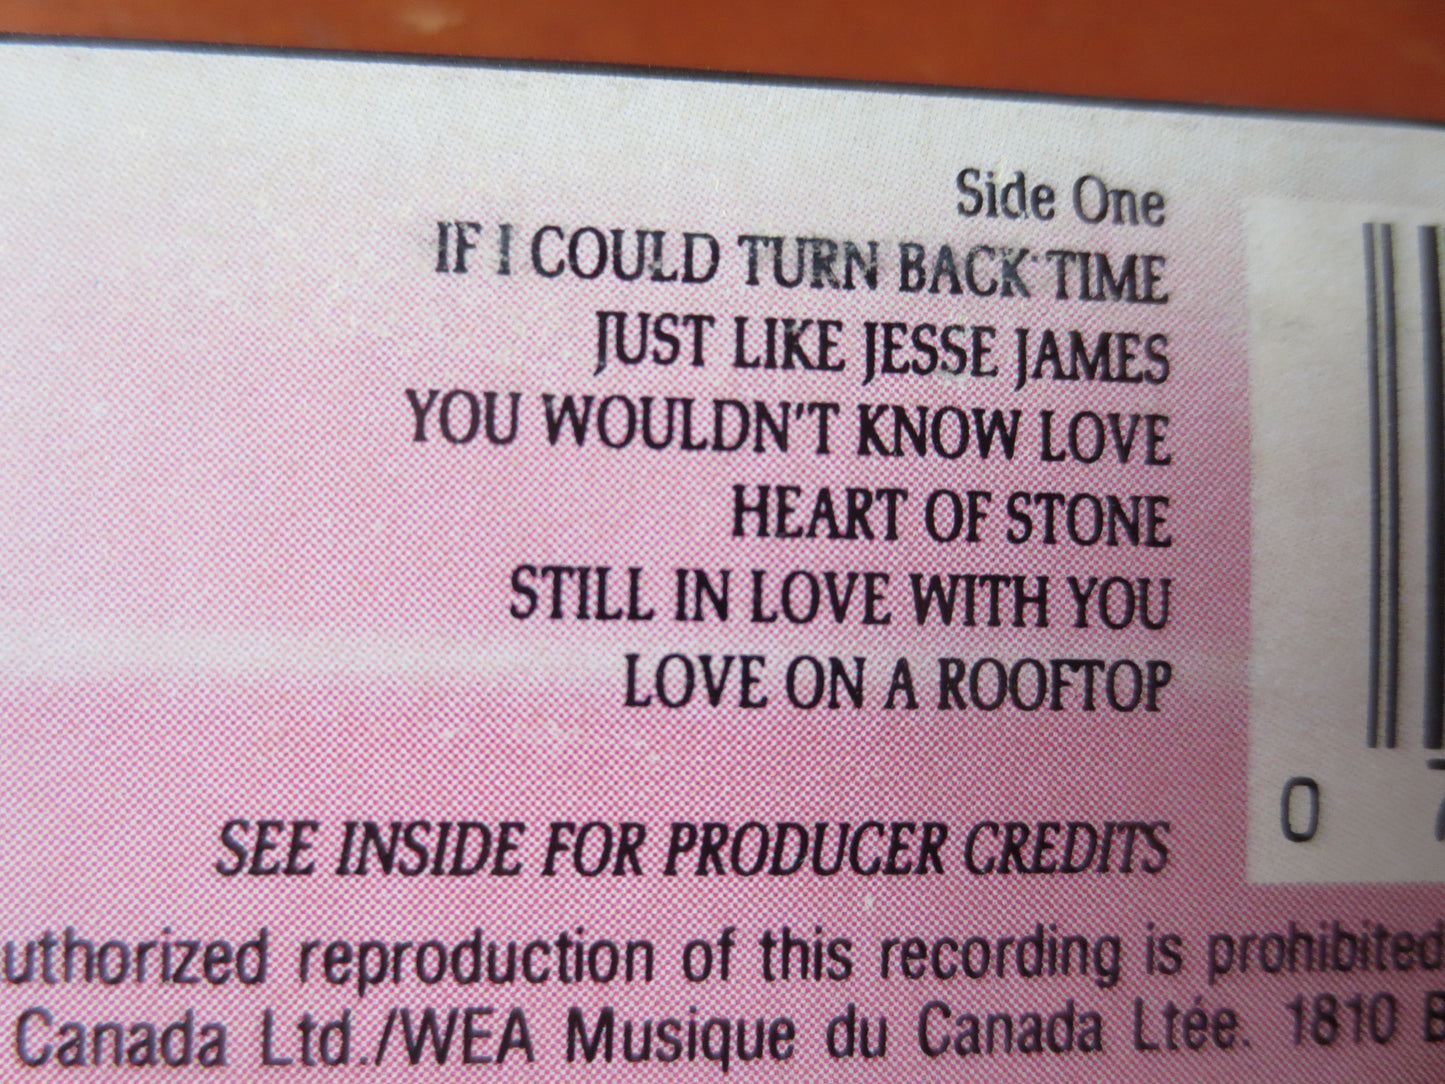 Side One
IF I COULD TURN BACK TIME
JUST LIKE JESSE JAMES
YOU WOULDN'T KNOW LOVE
HEART OF STONE
STILL IN LOVE WITH YOU
LOVE ON A ROOFTOP
0
SEE INSIDE FOR PRODUCER CREDITS
uthorized reproduction of this recording is prohibited
Canada Ltd./WEA Musique du Canada Ltée. 1810